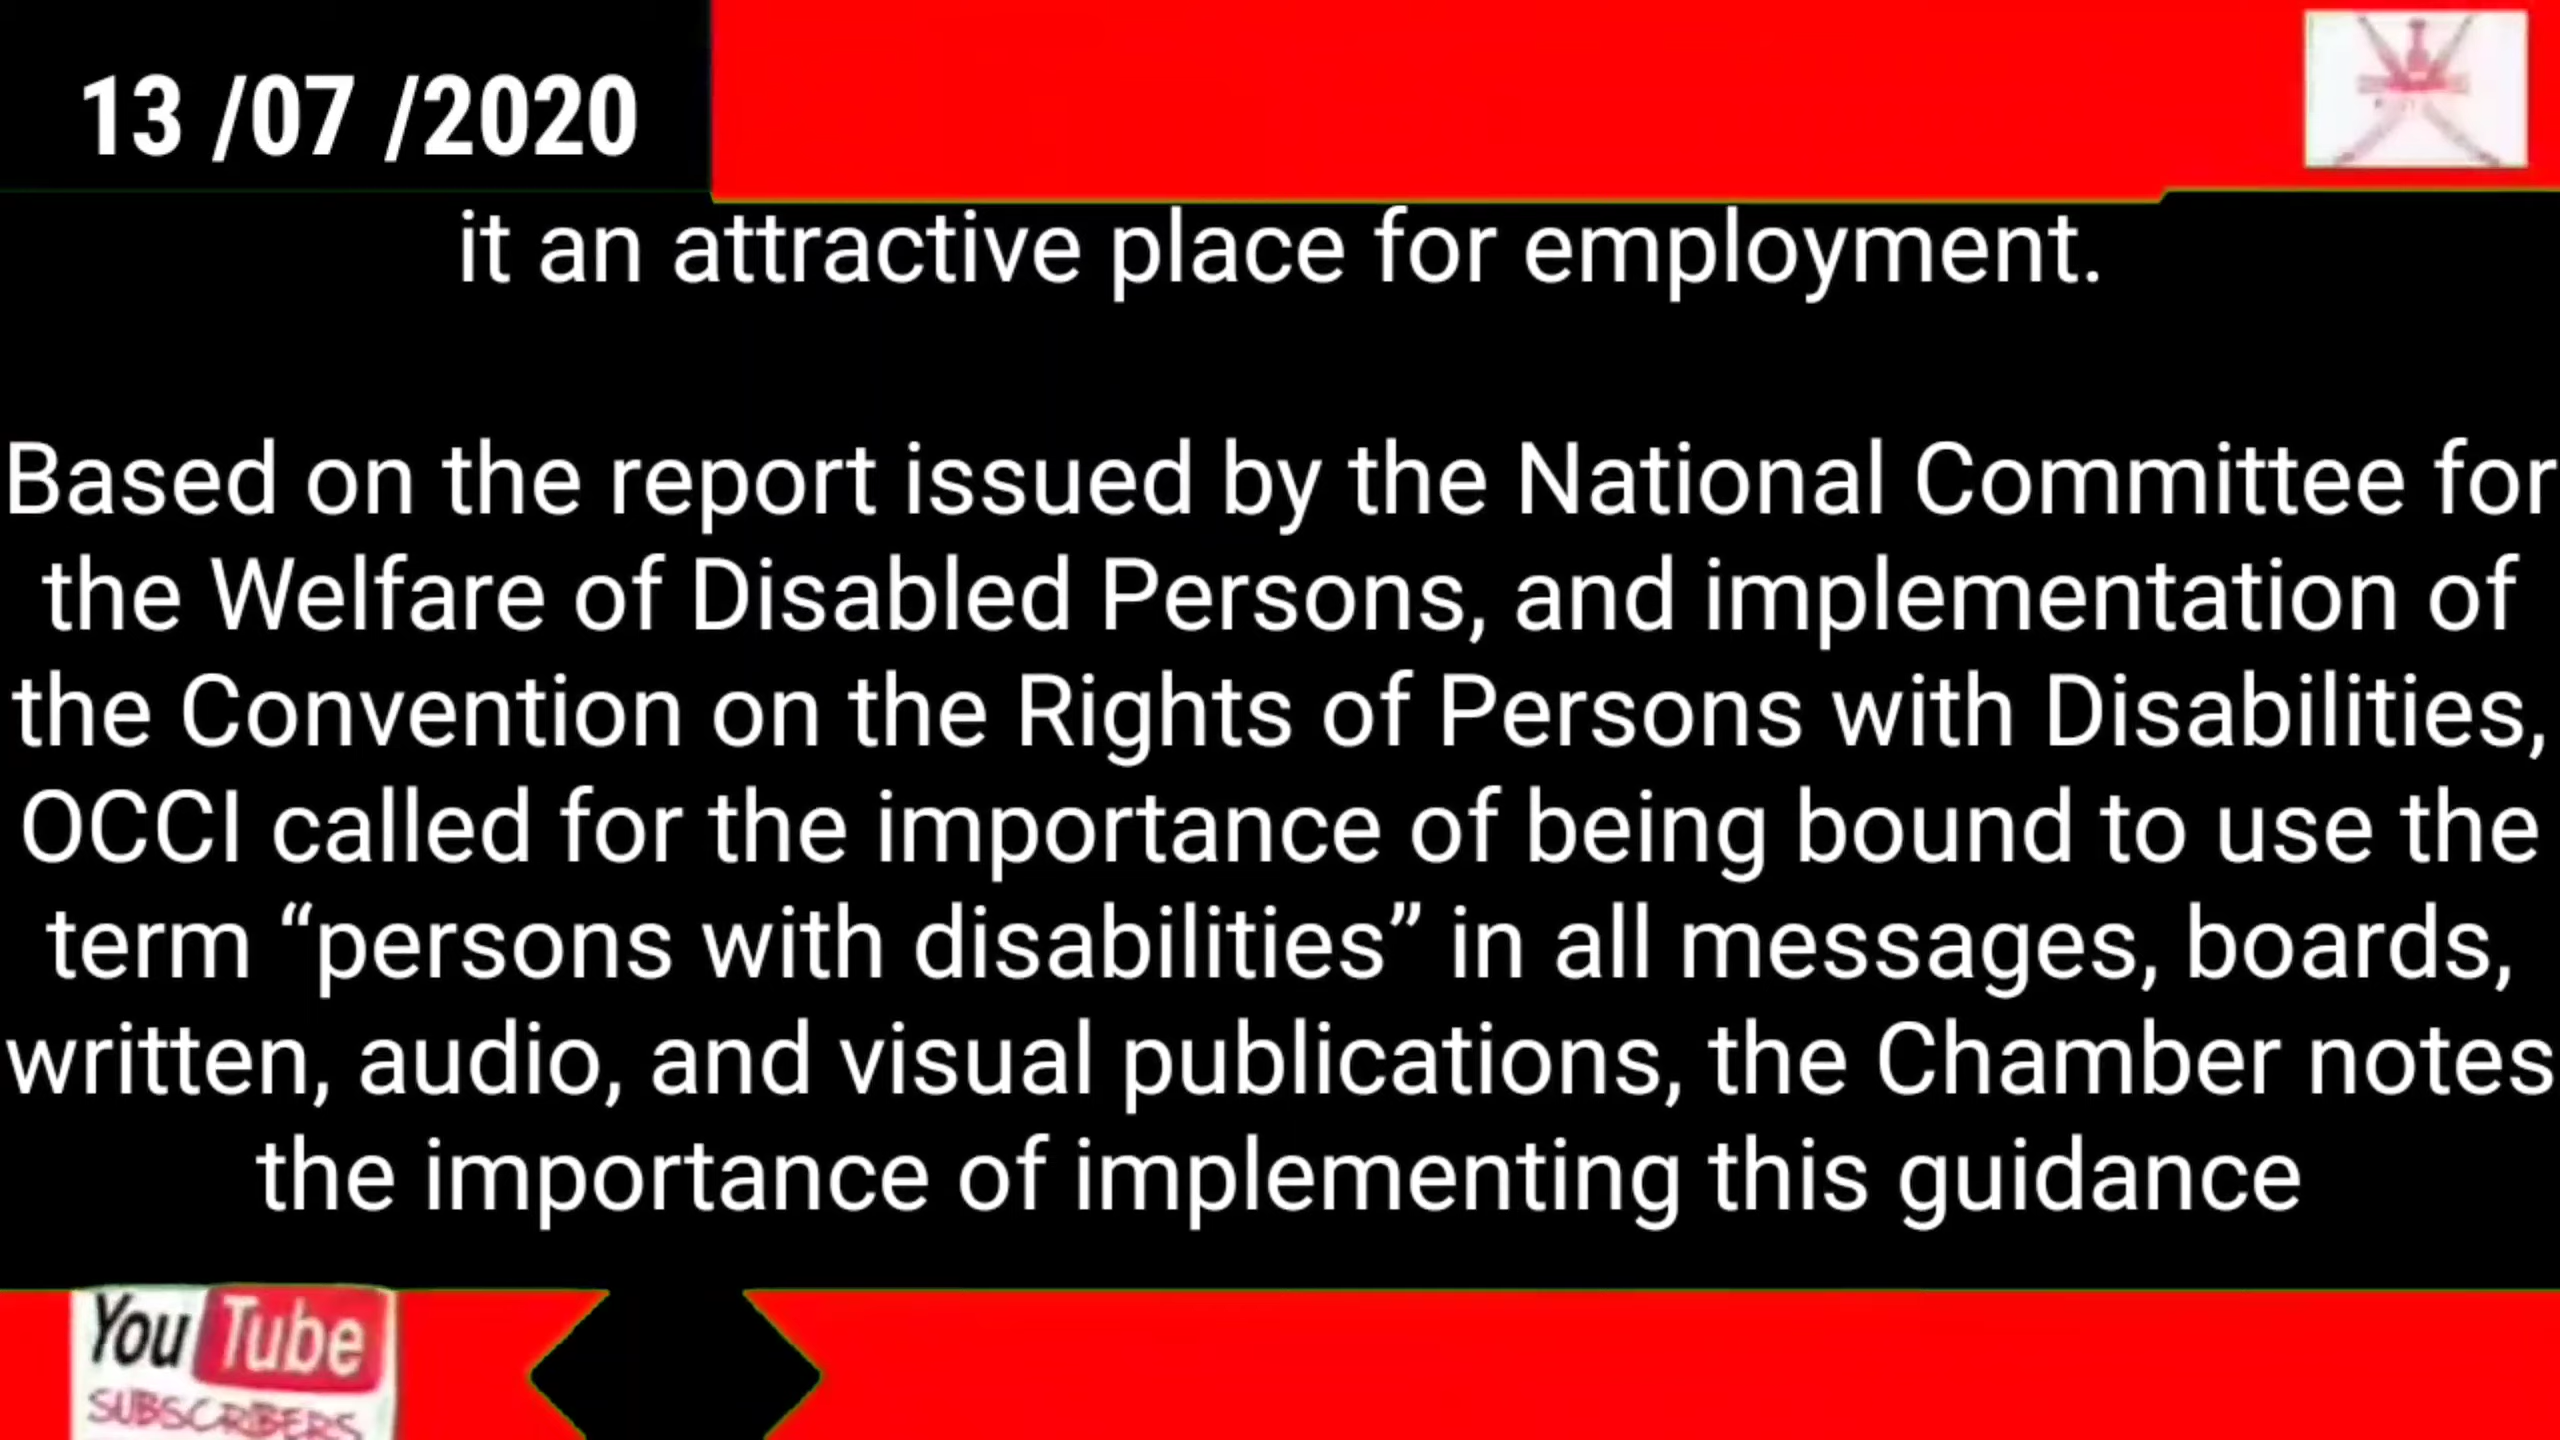 13 /07 /2020
it an attractive place for employment.
Based on the report issued by the National Committee for
the Welfare of Disabled Persons, and implementation of
the Convention on the Rights of Persons with Disabilities,
OCCI called for the importance of being bound to use the
term “persons with disabilities” in all messages, boards,
written, audio, and visual publications, the Chamber notes
the importance of implementing this guidance
YouTube
SUBSCRIBERS